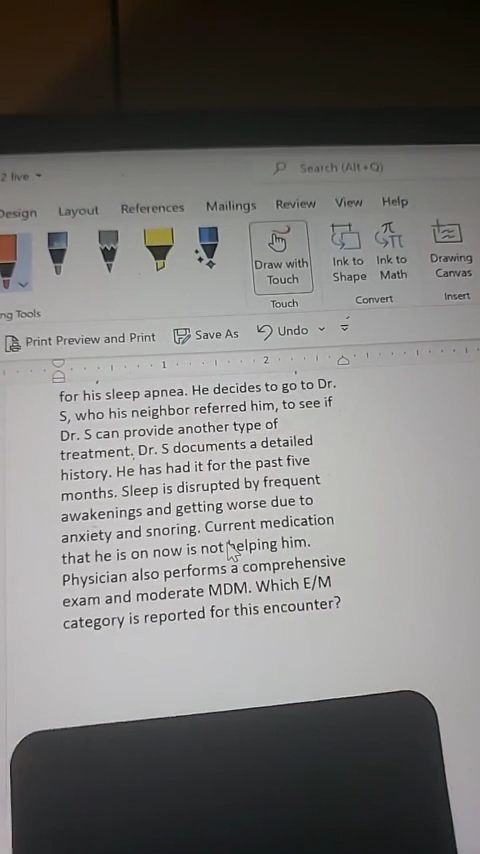 2 live
Search (Alt+Q)
Design Layout References Mailings Review View Help
Draw with Touch
Ink to Shape
Ink to Math
Drawing Canvas
Touch
Convert
Insert
ng Tools
Print Preview and Print Save As Undo
1 2
for his sleep apnea. He decides to go to Dr.
S, who his neighbor referred him, to see if
Dr. S can provide another type of
treatment. Dr. S documents a detailed
history. He has had it for the past five
months. Sleep is disrupted by frequent
awakenings and getting worse due to
anxiety and snoring. Current medication
that he is on now is not helping him.
Physician also performs a comprehensive
exam and moderate MDM. Which E/M
category is reported for this encounter?